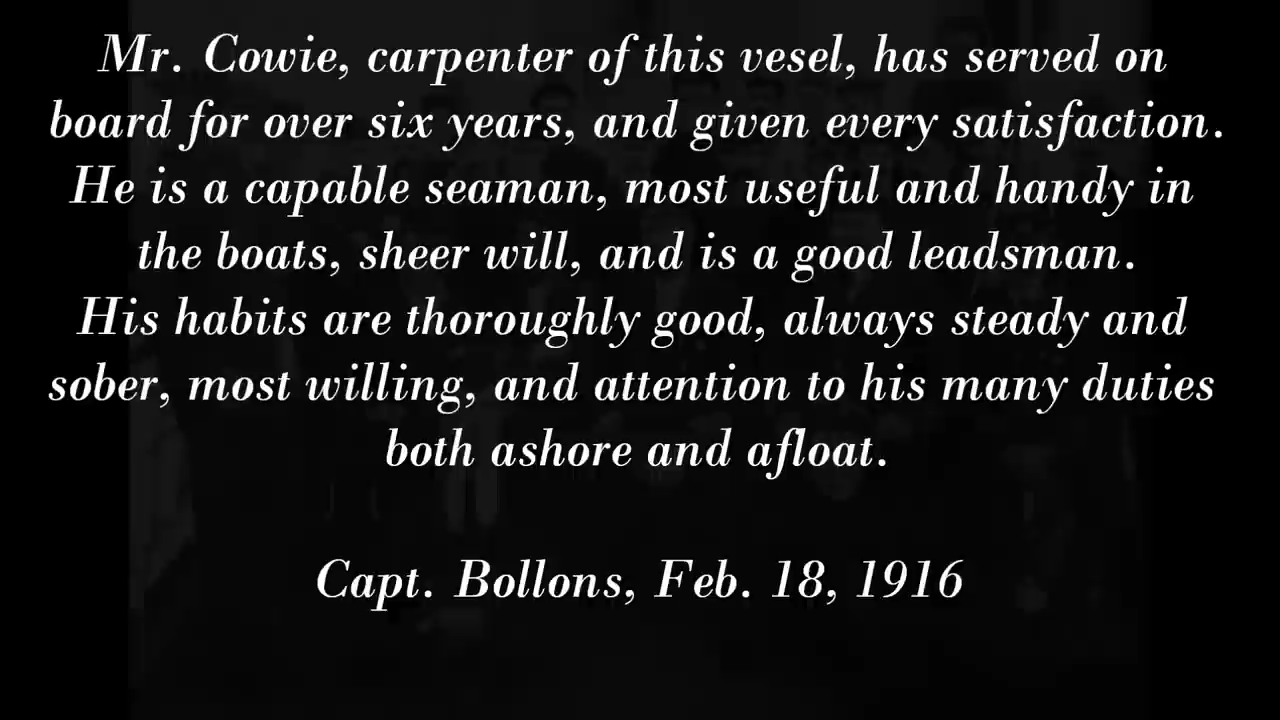 Mr. Cowie, carpenter of this vesel, has served on
board for over six years, and given every satisfaction.
He is a capable seaman, most useful and handy in
the boats, sheer will, and is a good leadsman.
His habits are thoroughly good, always steady and
sober, most willing, and attention to his many duties
both ashore and afloat.
Capt. Bollons, Feb. 18, 1916